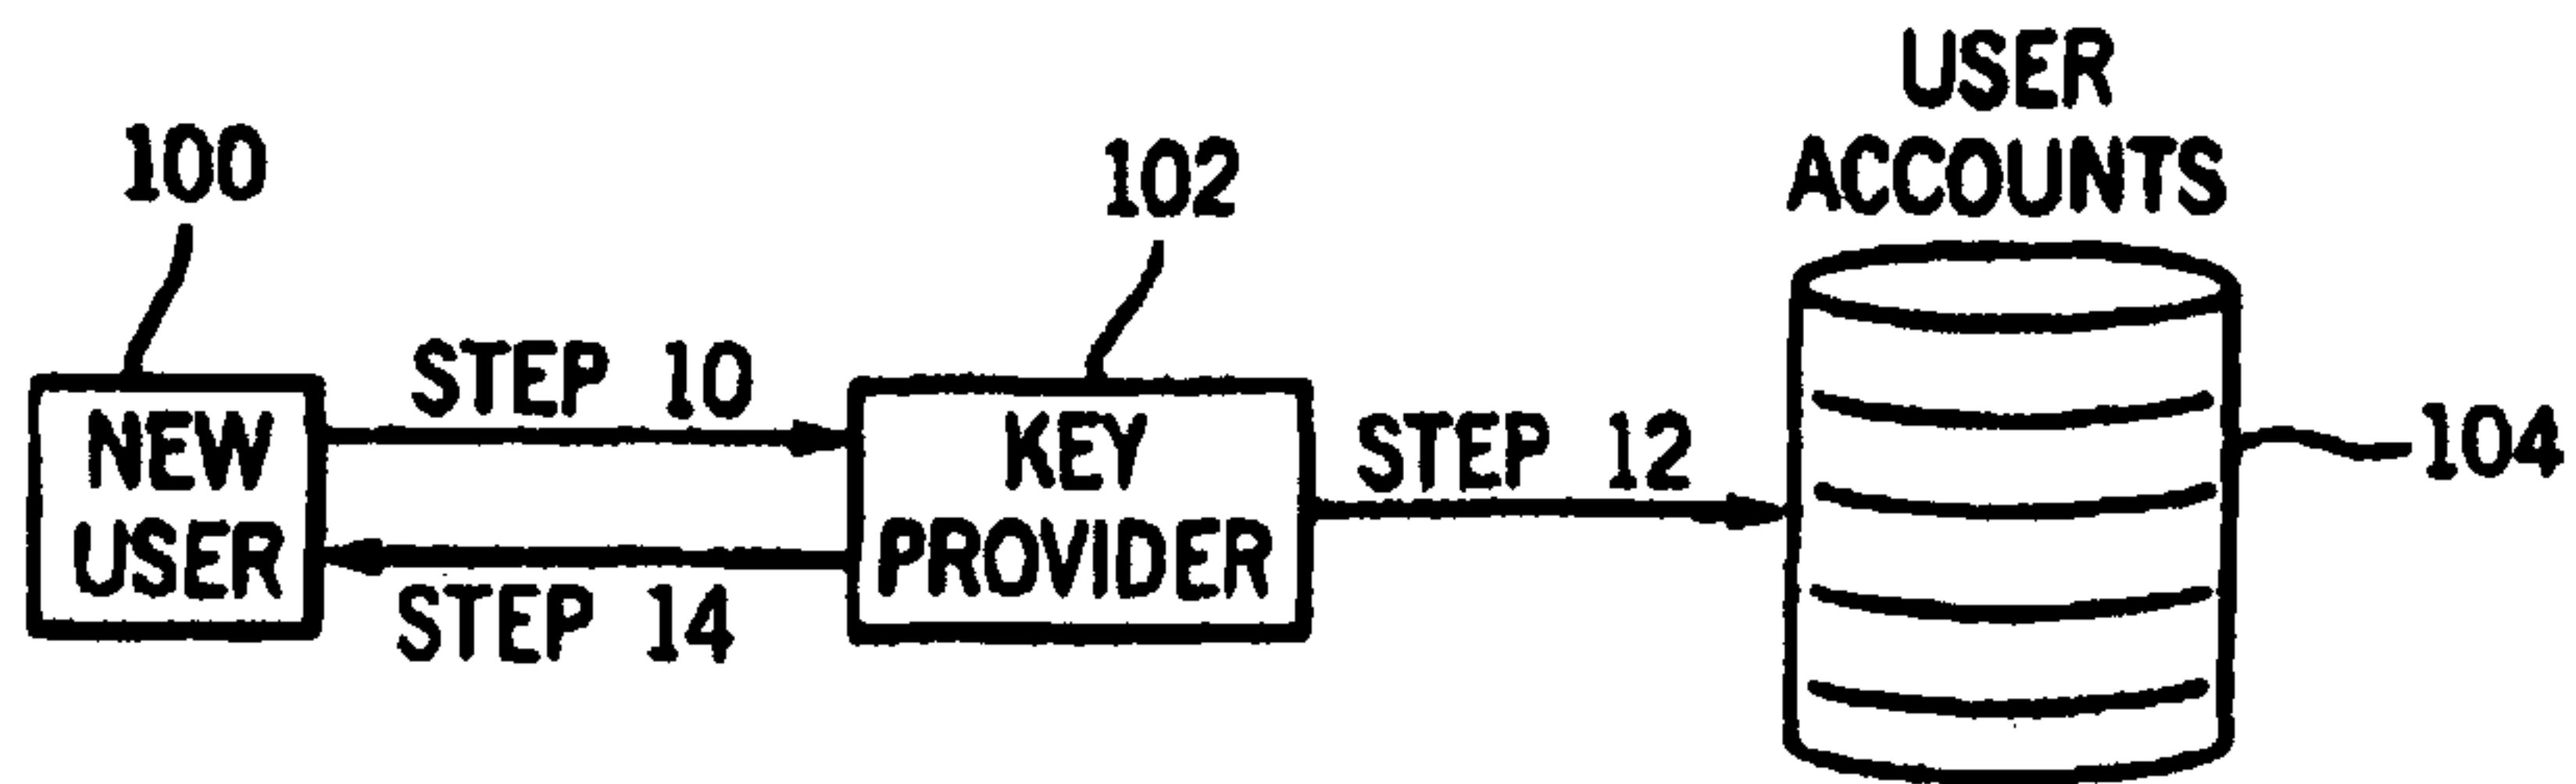 USER
ACCOUNTS
100
102
STEP 10
NEW
USER
KEY
PROVIDER
STEP 12
104
STEP 14